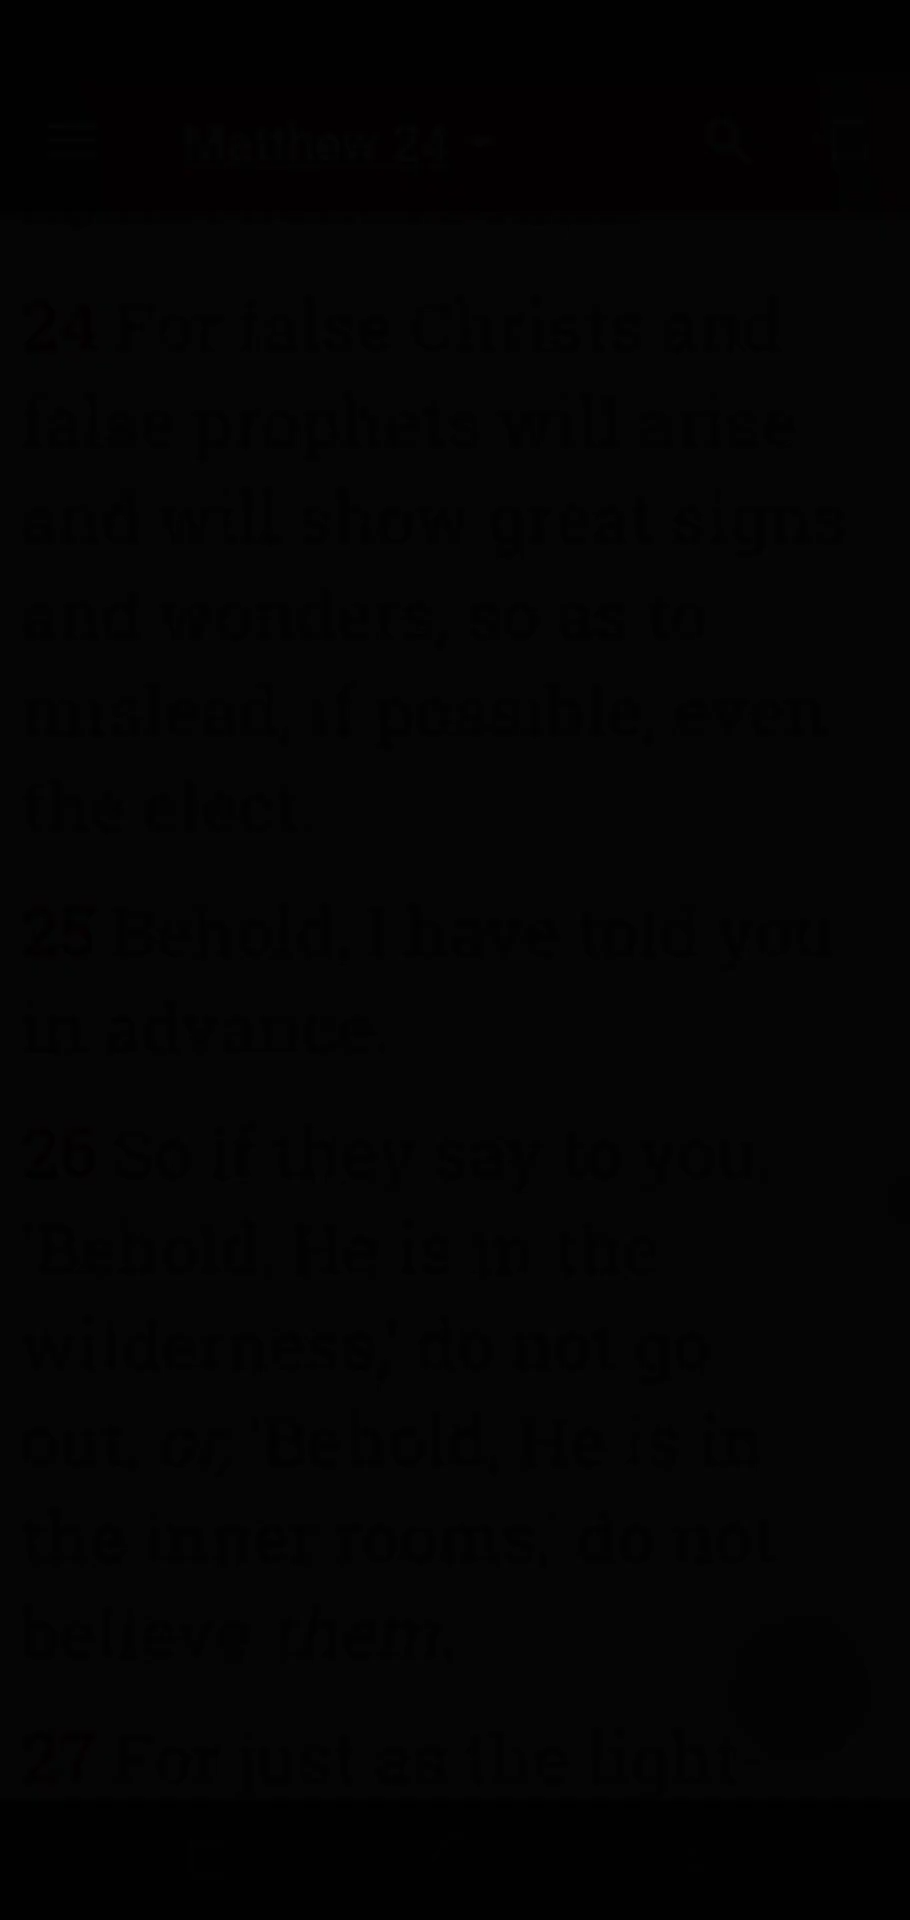 Matthew 24
24 For false Christs and
false prophets will arise
and will show great signs
and wonders, so as to
mislead, if possible, even
the elect.
25 Behold, I have told you
in advance.
26 So if they say to you,
'Behold, He is in the
wilderness,' do not go
out, or, 'Behold, He is in
the inner rooms,' do not
believe them.
27 For just as the light-